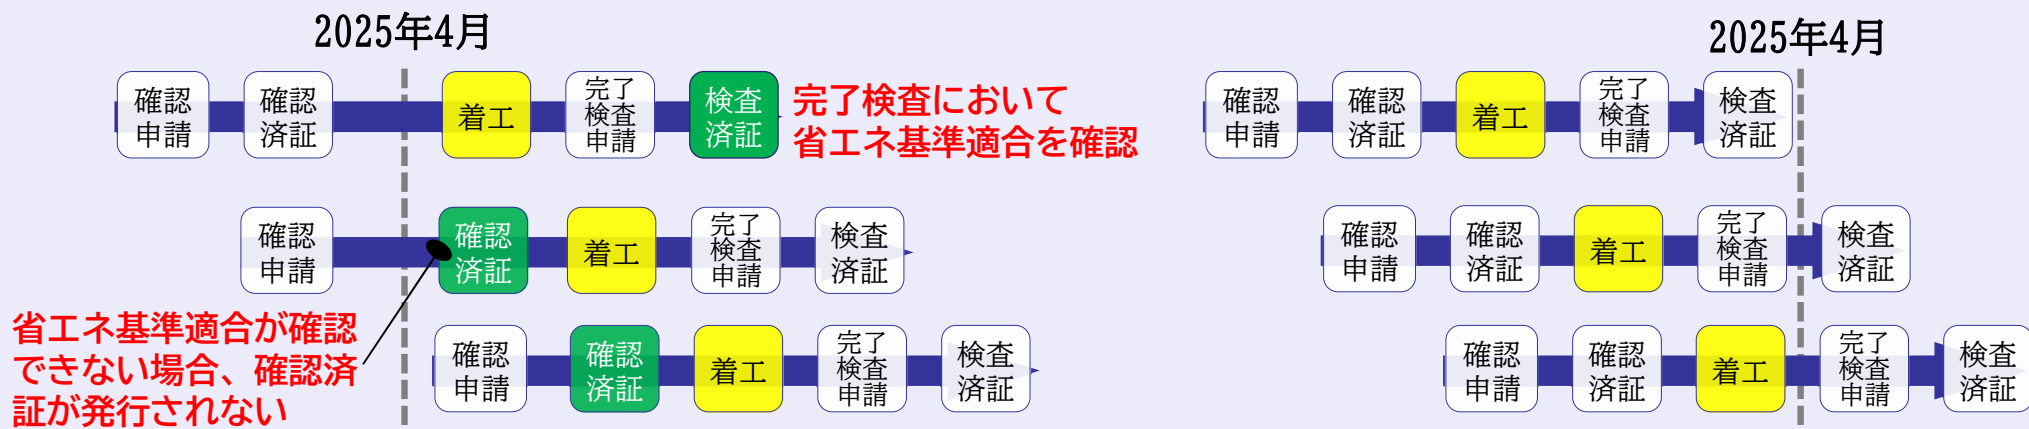 2025年4月
確認
申請
確認
済証
着工
完了
検査
申請
検査
済証
完了検査において
省エネ基準適合を確認
確認
申請
確認
済証
着工
完了
検査
申請
検査
済証
省エネ基準適合が確認
できない場合、確認済
証が発行されない
確認
申請
確認
済証
着工
完了
検査
申請
検査
済証
2025年4月
確認
申請
確認
済証
着工
完了
検査
申請
検査
済証
確認
申請
確認
済証
着工
完了
検査
申請
検査
済証
確認
申請
確認
済証
着工
完了
検査
申請
検査
済証